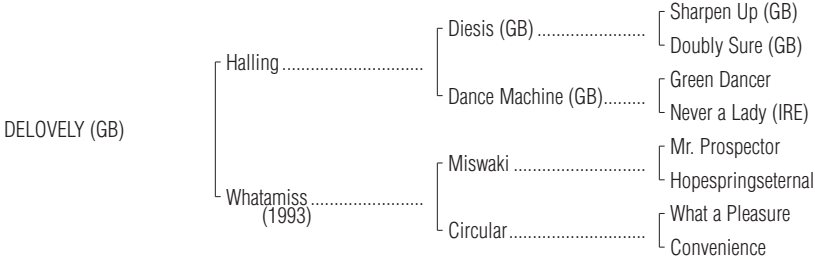 Sharpen Up (GB)
Diesis (GB) ......................
Doubly Sure (GB)
Halling ..........................
Green Dancer
Dance Machine (GB)........
Never a Lady (IRE)
DELOVELY (GB)
Mr. Prospector
Miswaki ........................
Hopespringseternal
Whatamiss.....................
(1993)
What a Pleasure
Circular.........................
Convenience